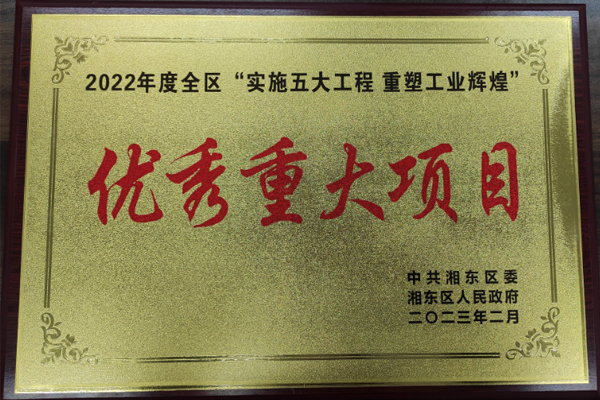 2022年度全区“实施五大工程 重塑工业辉煌”
优秀重大项目
中共湘东区委
湘东区人民政府
二〇二三年二月